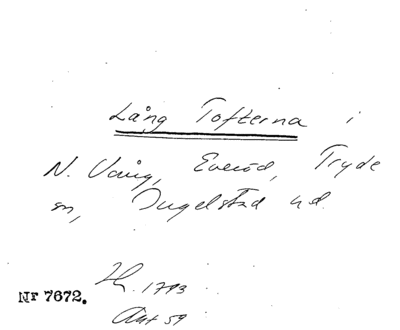 Lång Tofterna i
N. Vång, Everöd, Tryde
sn, Ingelstad hd.
H. 1793
Nr 7672.
Akt 59